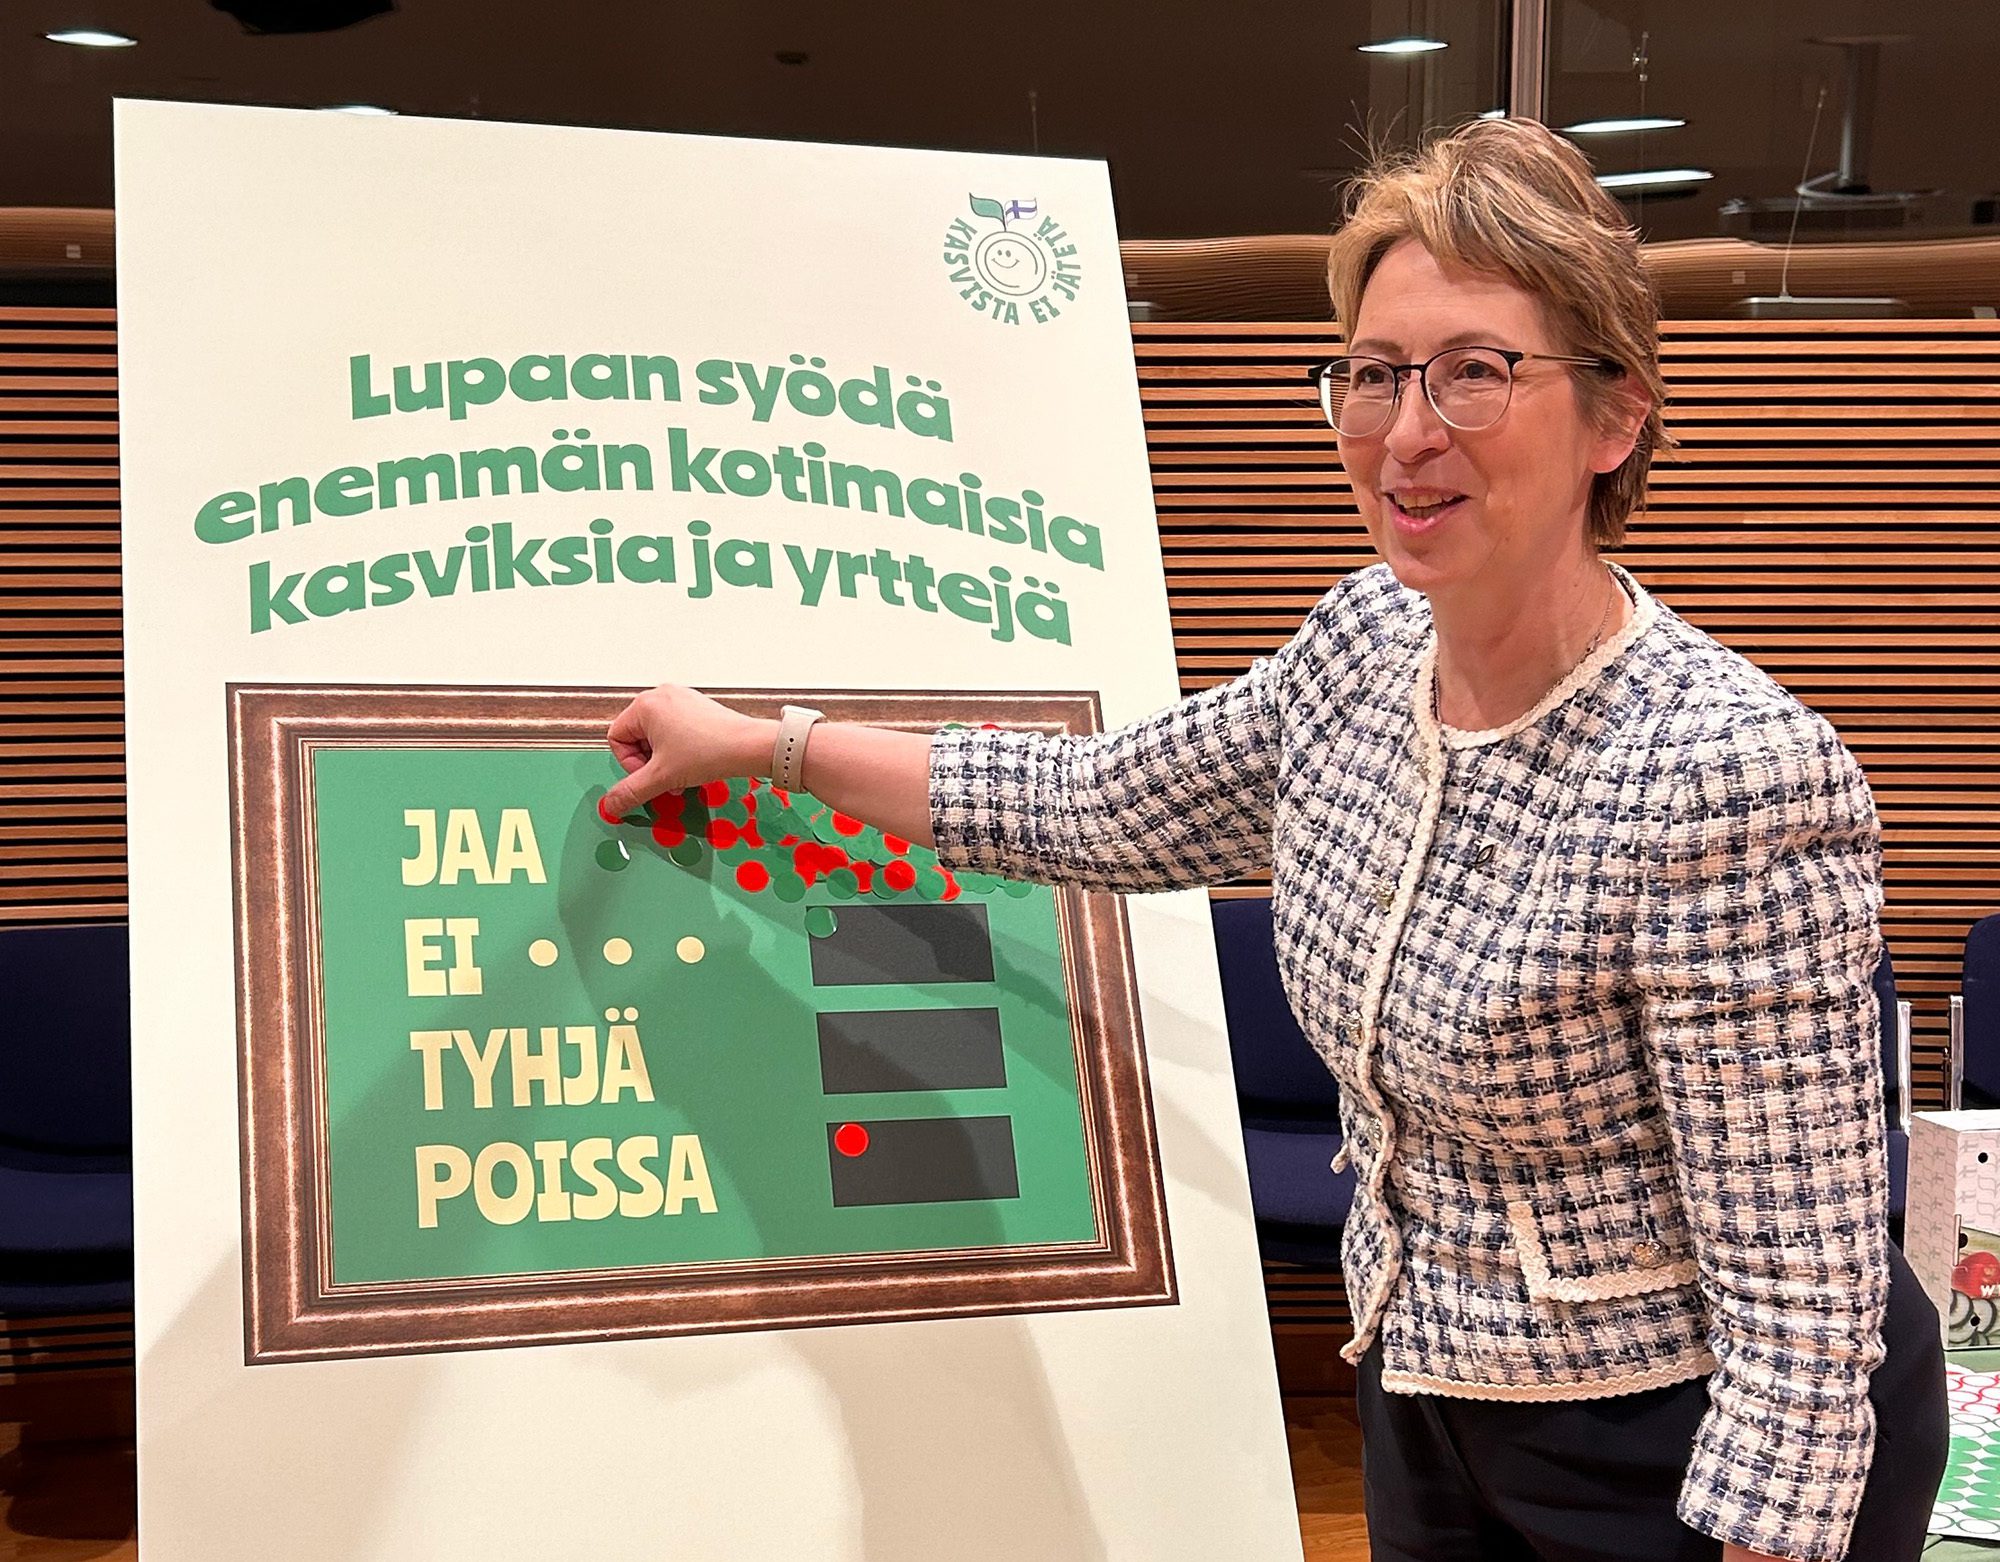 KASVISTA EI JÄTETÄ
Lupaan syödä
enemmän kotimaisia
kasviksia ja yrttejä
JAA
EI • • •
TYHJÄ
POISSA